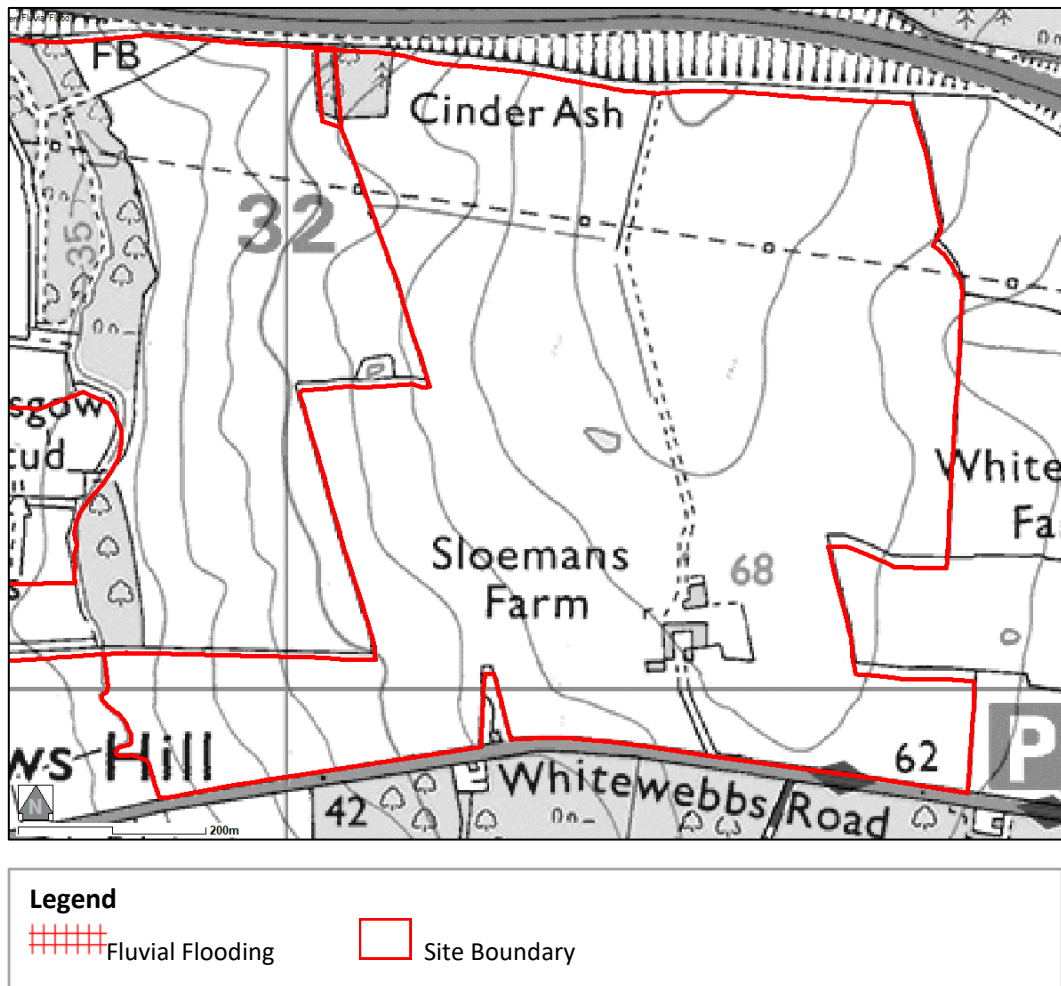 FB
Cinder Ash
32
35
sgow
tud
White
Fa
Sloemans
Farm
68
ws Hill
62
P
Whitewebbs Road
42
N
200m
Legend
Fluvial Flooding
Site Boundary